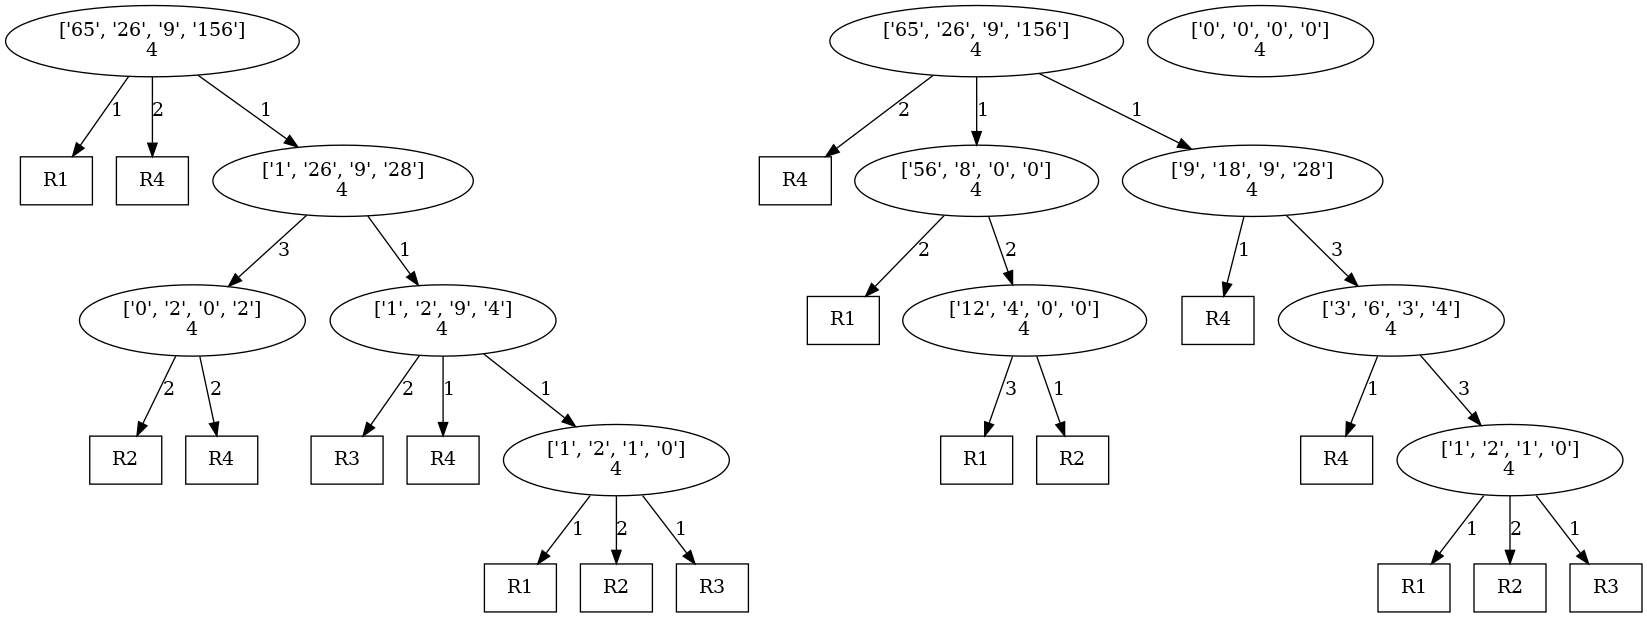 ['65', '26', '9', '156']
4
['65', '26', '9', '156']
4
['0', '0', '0', '0']
4
1
2
1
2
1
1
R1
R4
['1', '26', '9', '28']
4
R4
['56', '8', '0', '0']
4
['9', '18', '9', '28']
4
3
1
2
2
1
3
['0', '2', '0', '2']
4
['1', '2', '9', '4']
4
R1
['12', '4', '0', '0']
4
R4
['3', '6', '3', '4']
4
2
2
2
1
1
3
1
1
3
R2
R4
R3
R4
['1', '2', '1', '0']
4
R1
R2
R4
['1', '2', '1', '0']
4
1
2
1
1
2
1
R1
R2
R3
R1
R2
R3